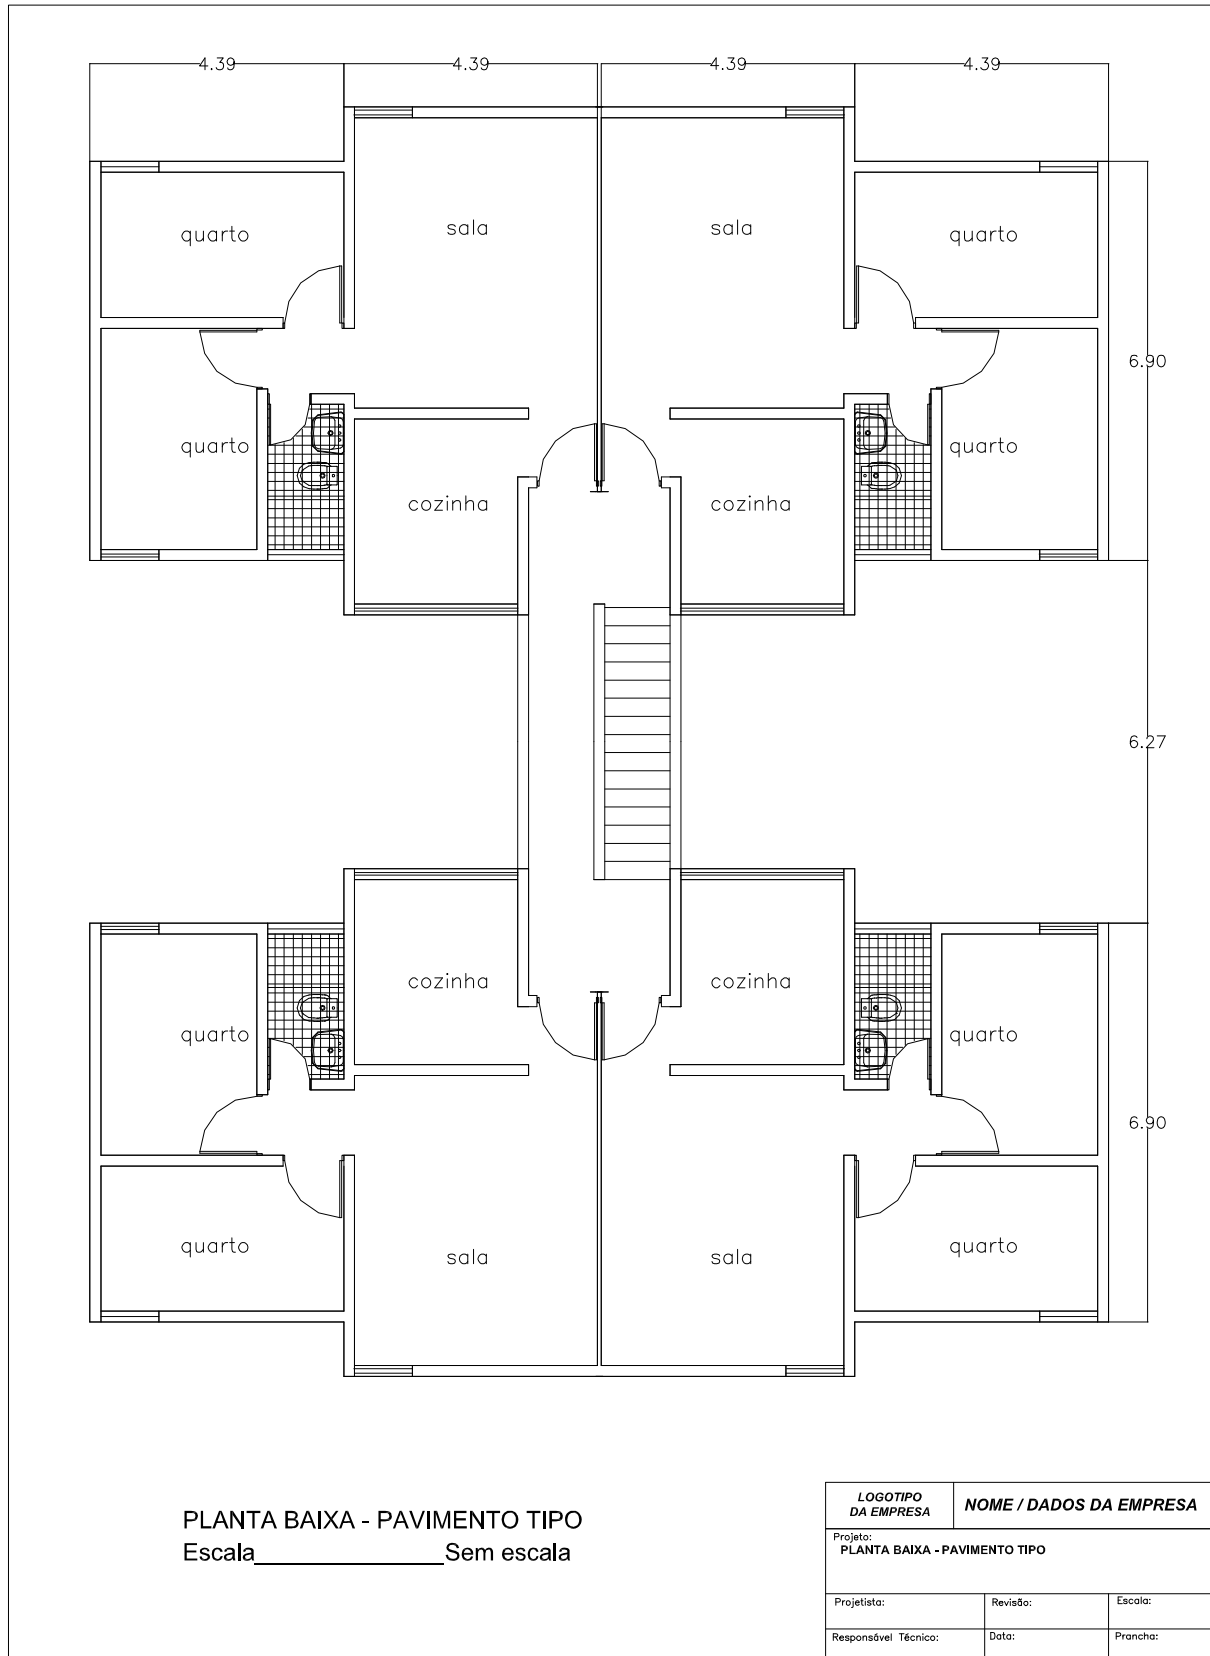 4.39 4.39 4.39 4.39
quarto sala sala quarto
6.90
quarto quarto
cozinha cozinha
6.27
cozinha cozinha
quarto quarto
6.90
quarto sala sala quarto
PLANTA BAIXA - PAVIMENTO TIPO
Escala Sem escala
LOGOTIPO
DA EMPRESA
NOME / DADOS DA EMPRESA
Projeto:
PLANTA BAIXA - PAVIMENTO TIPO
Projetista: Revisão: Escala:
Responsável Técnico: Data: Prancha: